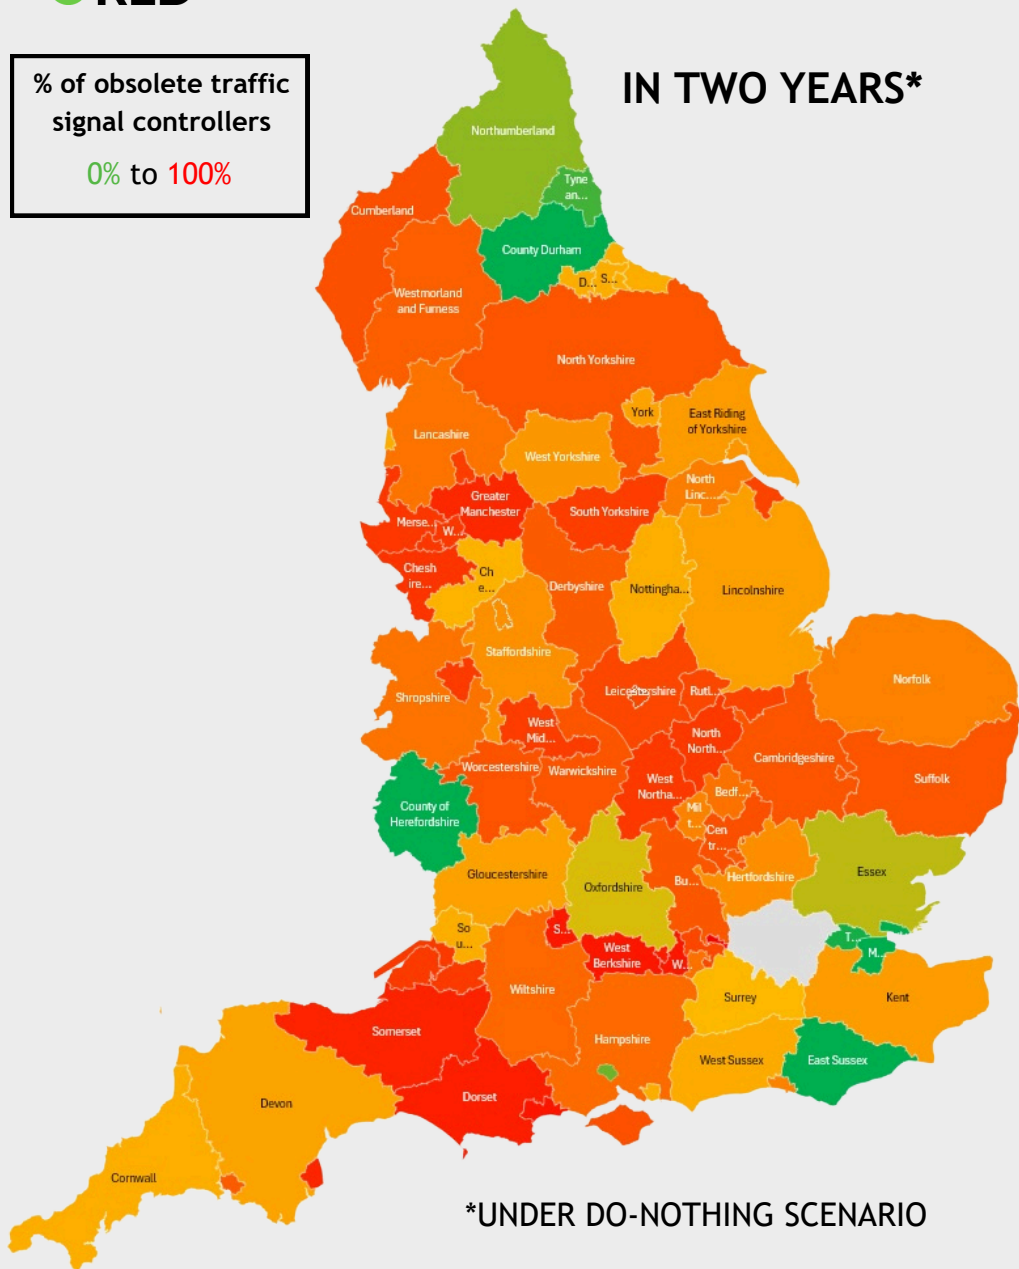 RED
% of obsolete traffic
signal controllers
0% to 100%
IN TWO YEARS*
Northumberland
Tyne
an...
Cumberland
County Durham
D...
S...
Westmorland
and Furness
North Yorkshire
York
East Riding
of Yorkshire
Lancashire
West Yorkshire
North
Linc...
Greater
Manchester
South Yorkshire
Merse...
W...
Chesh
ire...
Ch
e...
Derbyshire
Nottingha...
Lincolnshire
Staffordshire
Shropshire
Leicestershire
Rutl...
Norfolk
West
Mid...
North
North...
Cambridgeshire
Worcestershire
Warwickshire
Suffolk
West
Northa...
Bedf...
County of
Herefordshire
Mil
t...
Cen
tr...
Gloucestershire
Oxfordshire
Bu...
Hertfordshire
Essex
So
u...
S...
West
Berkshire
W...
T...
M...
Wiltshire
Surrey
Kent
Somerset
Hampshire
West Sussex
East Sussex
Devon
Dorset
Cornwall
*UNDER DO-NOTHING SCENARIO